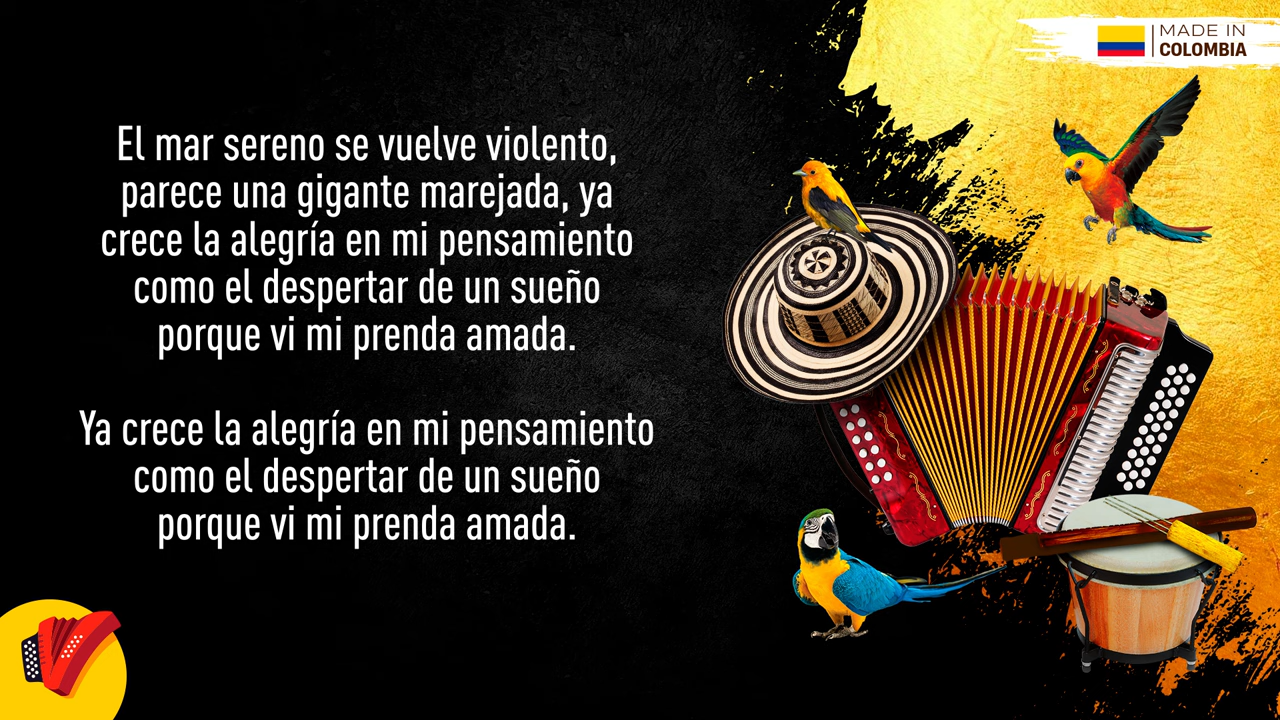 MADE IN
COLOMBIA
El mar sereno se vuelve violento,
parece una gigante marejada, ya
crece la alegría en mi pensamiento
como el despertar de un sueño
porque vi mi prenda amada.
Ya crece la alegría en mi pensamiento
como el despertar de un sueño
porque vi mi prenda amada.